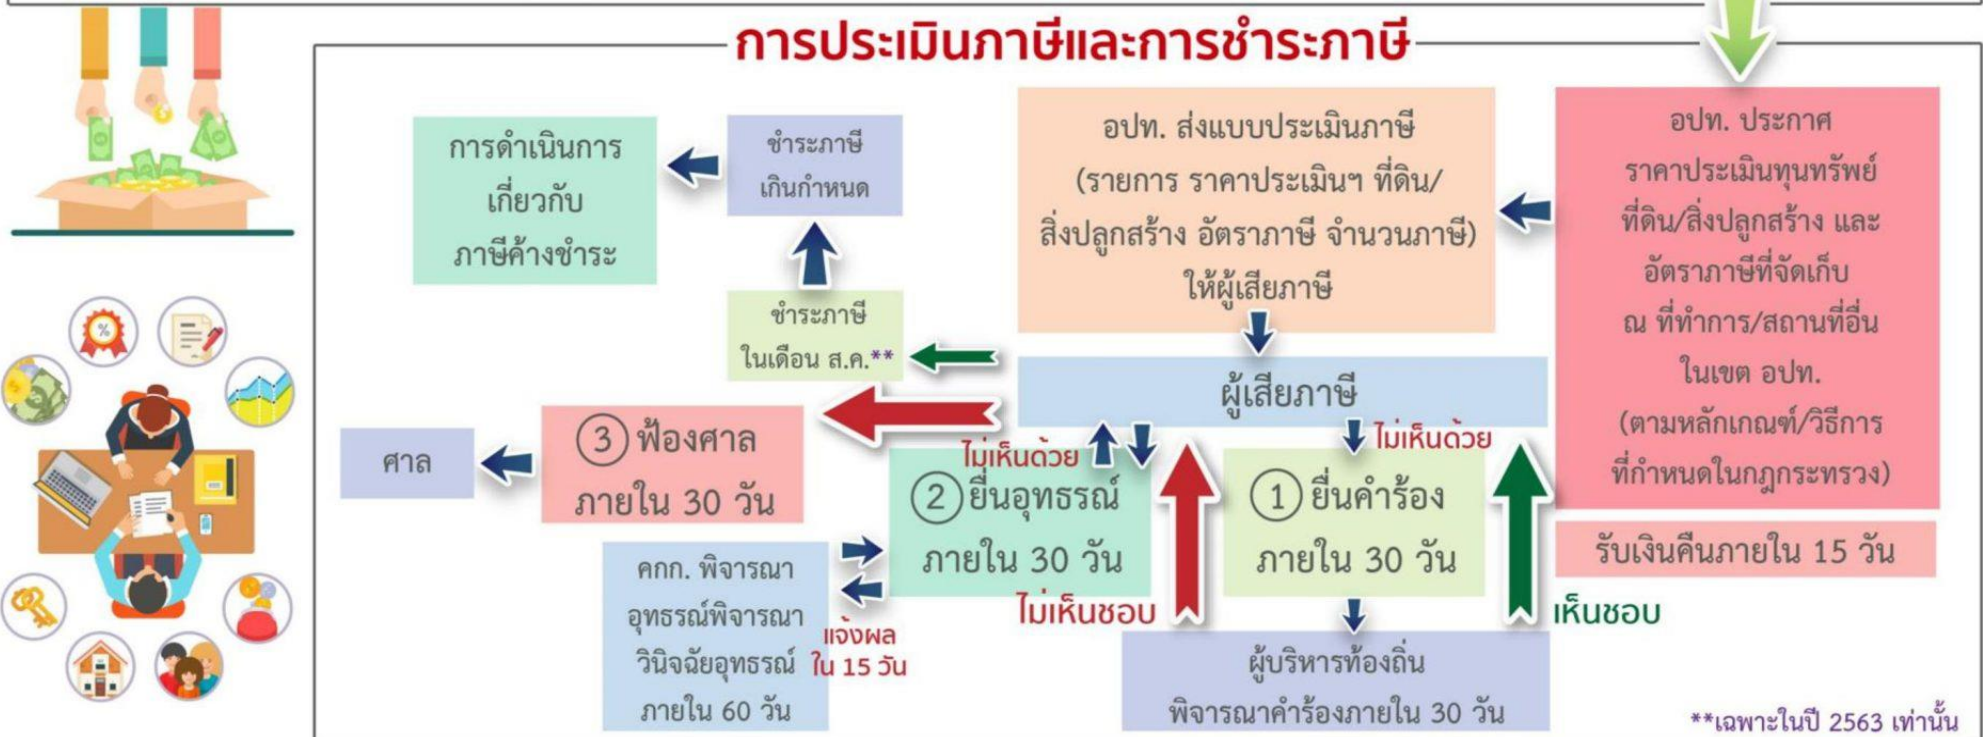 การประเมินภาษีและการชำระภาษี
อปท. ประกาศ
ราคาประเมินทุนทรัพย์
ที่ดิน/สิ่งปลูกสร้าง และ
อัตราภาษีที่จัดเก็บ
ณ ที่ทำการ/สถานที่อื่น
ในเขต อปท.
(ตามหลักเกณฑ์/วิธีการ
ที่กำหนดในกฎกระทรวง)
อปท. ส่งแบบประเมินภาษี
(รายการ ราคาประเมินฯ ที่ดิน/
สิ่งปลูกสร้าง อัตราภาษี จำนวนภาษี)
ให้ผู้เสียภาษี
ชำระภาษี
เกินกำหนด
การดำเนินการ
เกี่ยวกับ
ภาษีค้างชำระ
ชำระภาษี
ในเดือน ส.ค.**
ผู้เสียภาษี
ไม่เห็นด้วย
ไม่เห็นด้วย
① ยื่นคำร้อง
ภายใน 30 วัน
② ยื่นอุทธรณ์
ภายใน 30 วัน
③ ฟ้องศาล
ภายใน 30 วัน
ศาล
รับเงินคืนภายใน 15 วัน
คกก. พิจารณา
อุทธรณ์พิจารณา
วินิจฉัยอุทธรณ์
ภายใน 60 วัน
แจ้งผล
ใน 15 วัน
ไม่เห็นชอบ
เห็นชอบ
ผู้บริหารท้องถิ่น
พิจารณาคำร้องภายใน 30 วัน
**เฉพาะในปี 2563 เท่านั้น
%